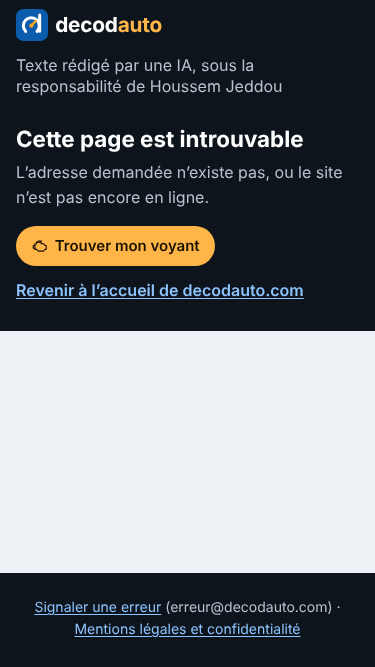 decodauto
Texte rédigé par une IA, sous la
responsabilité de Houssem Jeddou
Cette page est introuvable
L’adresse demandée n’existe pas, ou le site
n’est pas encore en ligne.
Trouver mon voyant
Revenir à l’accueil de decodauto.com
Signaler une erreur (erreur@decodauto.com) ·
Mentions légales et confidentialité